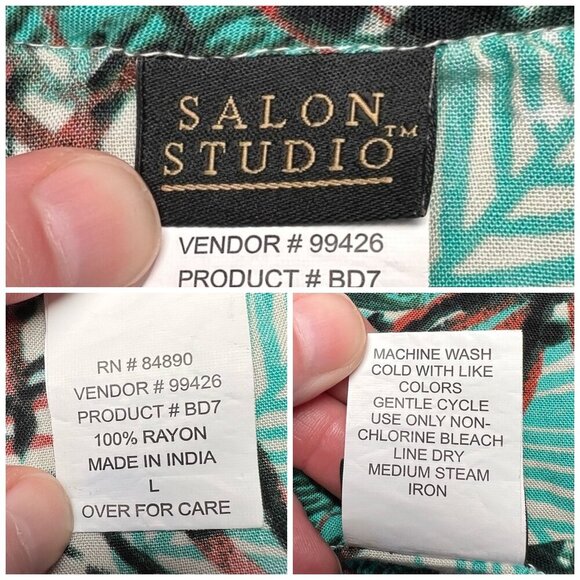 SALON
STUDIO™
VENDOR # 99426
PRODUCT # BD7
RN # 84890
VENDOR # 99426
PRODUCT # BD7
100% RAYON
MADE IN INDIA
L
OVER FOR CARE
MACHINE WASH
COLD WITH LIKE
COLORS
GENTLE CYCLE
USE ONLY NON-
CHLORINE BLEACH
LINE DRY
MEDIUM STEAM
IRON